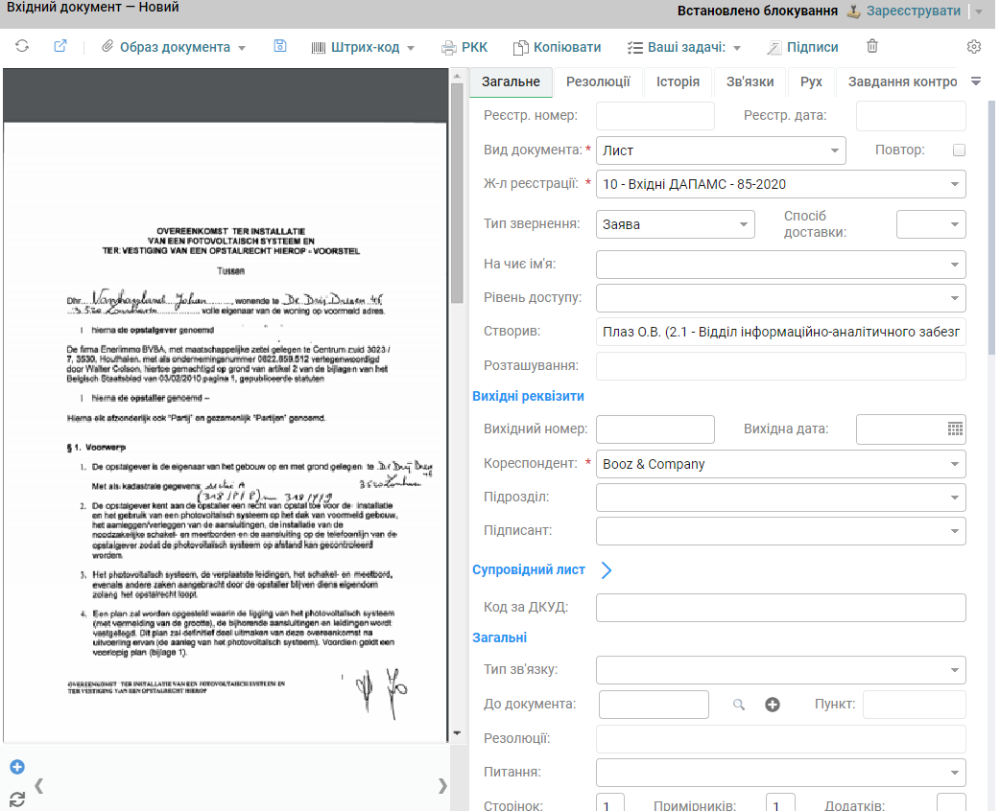 Вхідний документ — Новий
Встановлено блокування Зареєструвати
Образ документа Штрих-код РКК Копіювати Ваші задачі: Підписи
OVEREENKOMST TER INSTALLATIE
VAN EEN FOTOVOLTAISCH SYSTEEM EN
TER: VESTIGING VAN EEN OPSTALRECHT HIEROP - VOORSTEL
Tussen
Dhr. Johan, wonende te
, volle eigenaar van de woning op voormeld adres.
hierna de opstalgever genoemd
De firma Enerlimmo BVBA, met maatschappelijke zetel gelegen te Centrum zuid 3023 /
7, 3530, Houthalen, met als ondernemingsnummer 0822.859.512 vertegenwoordigd
door Walter Colson, hiertoe gemachtigd op grond van artikel 2 van de bijlagen van het
Belgisch Staatsblad van 03/02/2010 pagina 1, gepubliceerde statuten
hierna de opstaller genoemd –
Hierna elk afzonderlijk ook "Partij" en gezamenlijk "Partijen" genoemd.
§ 1. Voorwerp
1. De opstalgever is de eigenaar van het gebouw op en met grond gelegen te
Met als kadastrale gegevens:
2. De opstalgever kent aan de opstaller een recht van opstal toe voor de installatie
en het gebruik van een photovoltaïsch systeem op het dak van voormeld gebouw,
het aanleggen/verleggen van de aansluitingen, de installatie van de
noodzakelijke schakel- en meetborden en de aansluiting op de telefoonlijn van de
opstalgever zodat de photovoltaïsch systeem op afstand kan gecontroleerd
worden.
3. Het photovoltaïsch systeem, de verplaatste leidingen, het schakel- en meetbord,
evenals andere zaken aangebracht door de opstaller blijven diens eigendom
zolang het opstalrecht loopt.
4. Een plan zal worden opgesteld waarin de ligging van het photovoltaïsch systeem
(met vermelding van de grootte), de bijhorende aansluitingen en leidingen wordt
vastgelegd. Dit plan zal definitief deel uitmaken van deze overeenkomst na
uitvoering ervan (de aanleg van het photovoltaïsch systeem). Voordien geldt een
voorlopig plan (bijlage 1).
OVEREENKOMST TER INSTALLATIE VAN EEN FOTOVOLTAISCH SYSTEEM EN
TER VESTIGING VAN EEN OPSTALRECHT HIEROP
Загальне Резолюції Історія Зв'язки Рух Завдання контро
Реєстр. номер: Реєстр. дата:
Вид документа: * Лист Повтор:
Ж-л реєстрації: * 10 - Вхідні ДАПАМС - 85-2020
Тип звернення: Заява Спосіб
доставки:
На чиє ім'я:
Рівень доступу:
Створив: Плаз О.В. (2.1 - Відділ інформаційно-аналітичного забезп
Розташування:
Вихідні реквізити
Вихідний номер: Вихідна дата:
Кореспондент: * Booz & Company
Підрозділ:
Підписант:
Супровідний лист
Код за ДКУД:
Загальні
Тип зв'язку:
До документа: Пункт:
Резолюції:
Питання:
Сторінок: 1 Примірників: 1 Додатків: